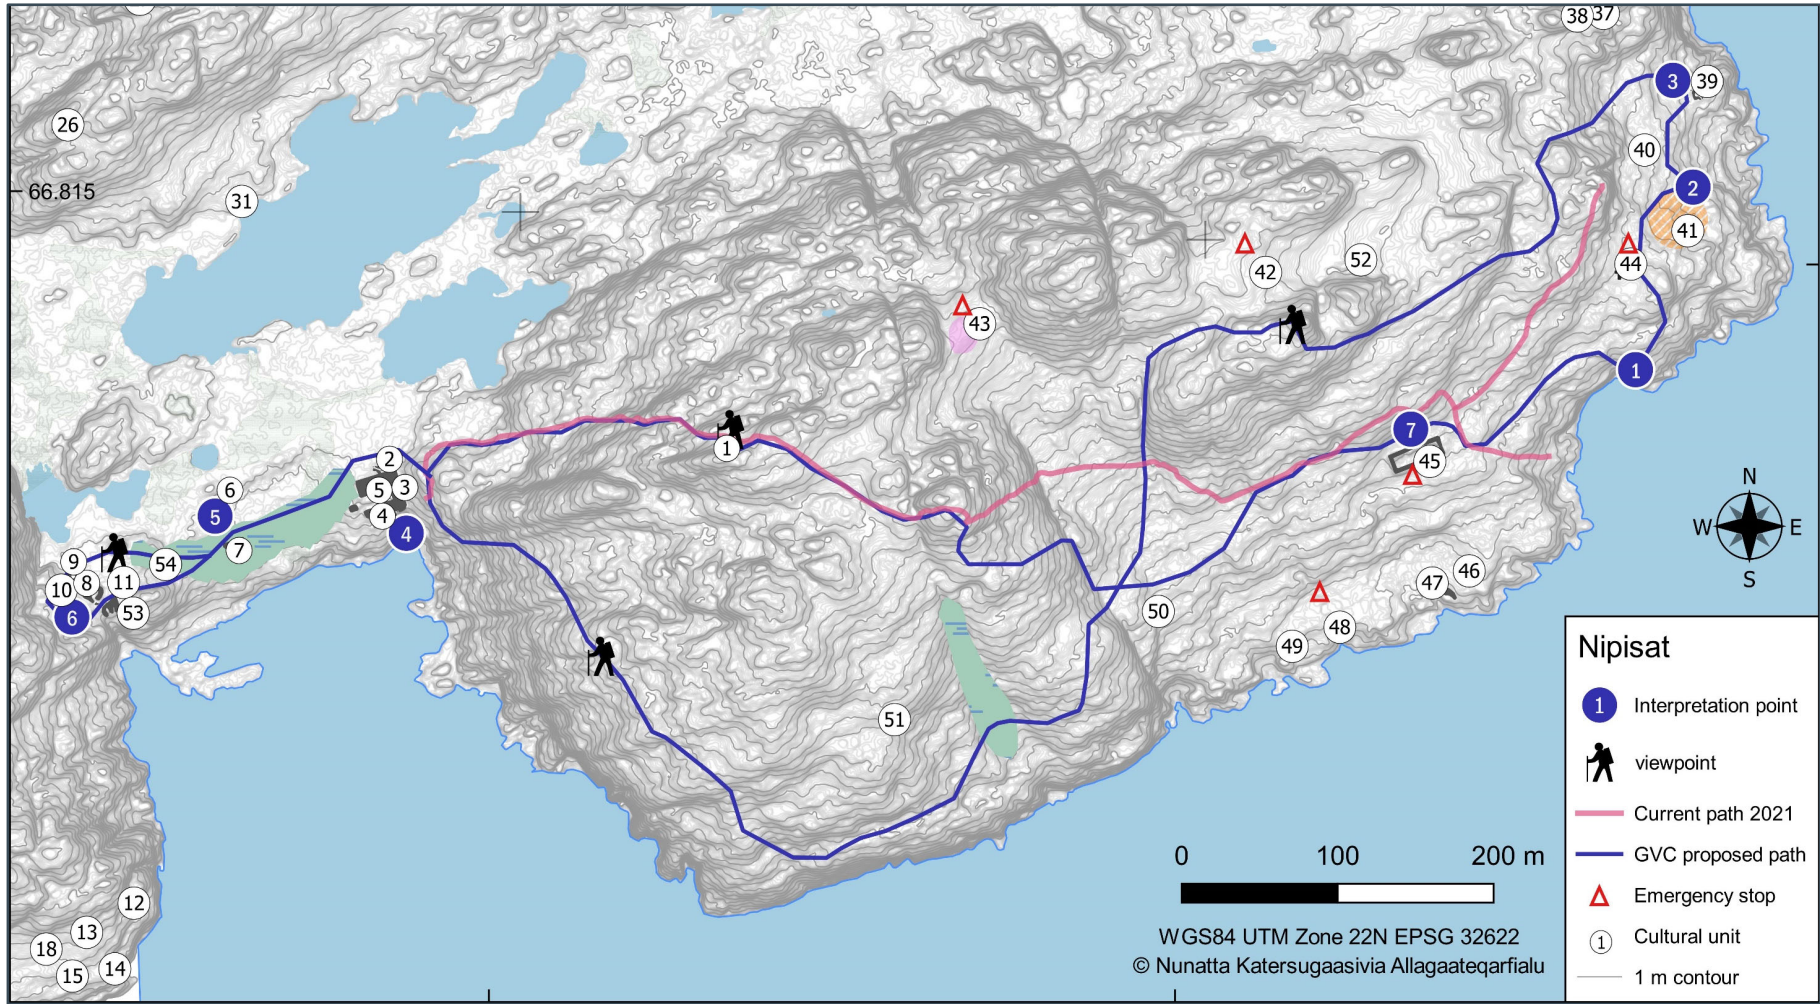 38
37
3
39
26
40
66.815
2
31
41
44
52
42
43
1
7
1
45
2
6
5
3
5
4
4
7
9
54
11
8
10
53
6
46
47
50
48
49
51
N
W
E
S
12
13
18
14
15
0 100 200 m
WGS84 UTM Zone 22N EPSG 32622
© Nunatta Katersugaasivia Allagaateqarfialu
Nipisat
1 Interpretation point
viewpoint
Current path 2021
GVC proposed path
Emergency stop
1 Cultural unit
1 m contour